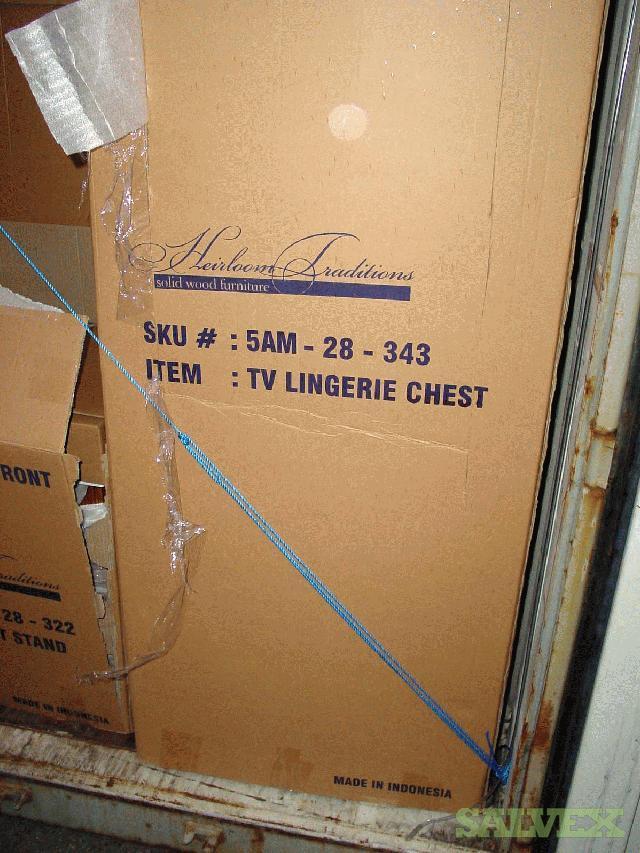 Heirloom Traditions
solid wood furniture
SKU # : 5AM - 28 - 343
ITEM : TV LINGERIE CHEST
MADE IN INDONESIA
RONT
raditions
28 - 322
T STAND
MADE IN INDONESIA
SALVEX